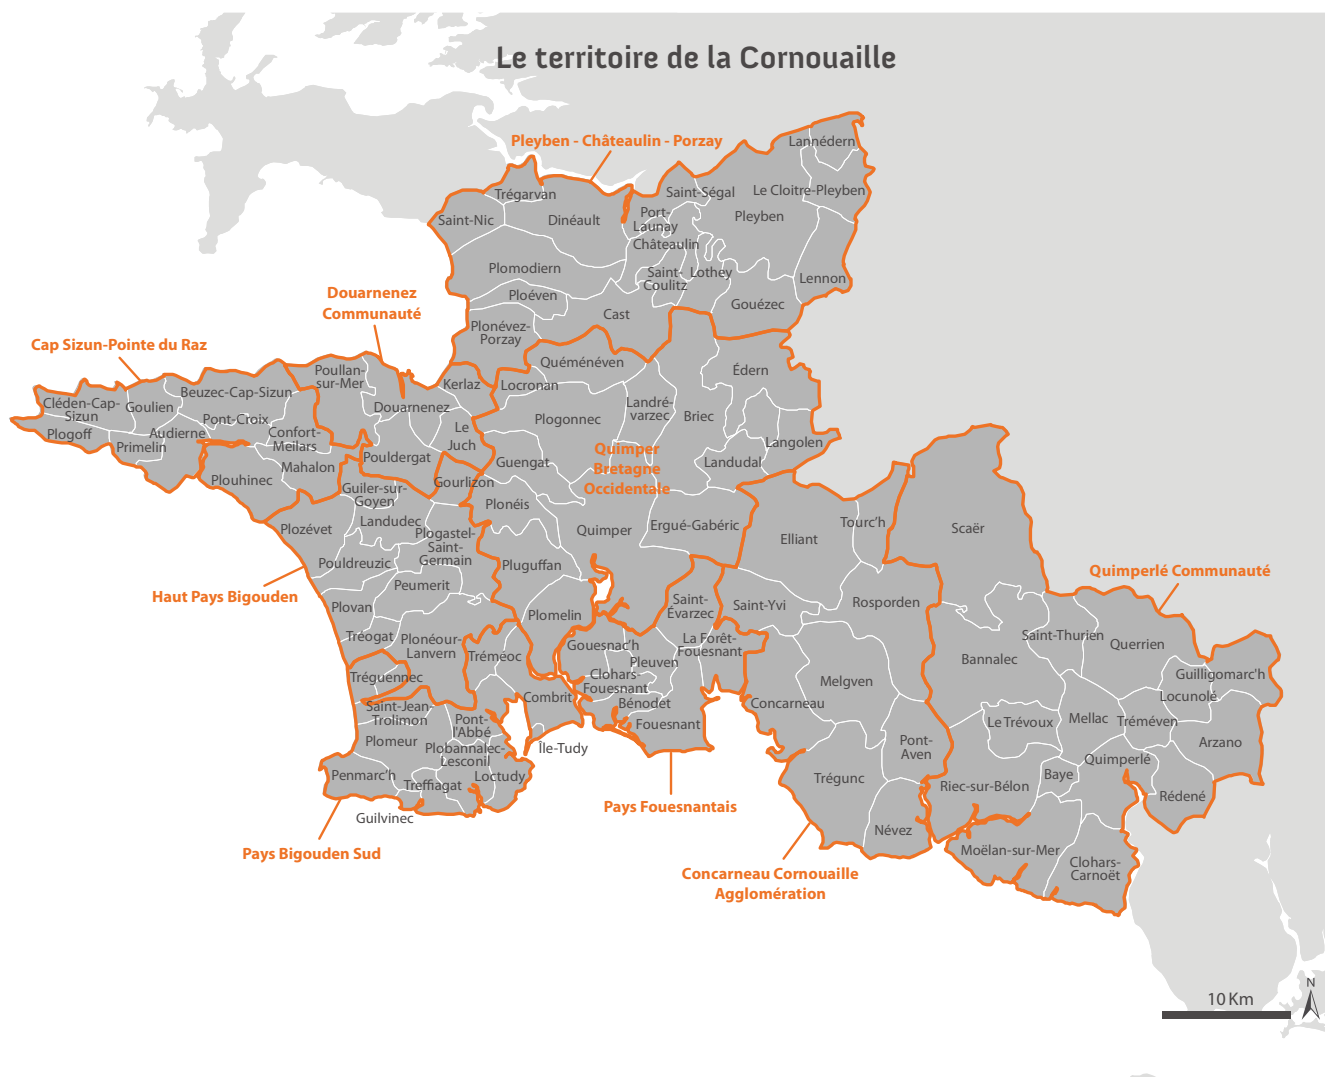 Le territoire de la Cornouaille
Pleyben - Châteaulin - Porzay
Lannédern
Trégarvan
Saint-Ségal
Le Cloitre-Pleyben
Saint-Nic
Dinéault
Port-
Launay
Pleyben
Châteaulin
Plomodiern
Saint-
Coulitz
Lothey
Lennon
Ploéven
Gouézec
Cast
Plonévez-
Porzay
Douarnenez
Communauté
Cap Sizun-Pointe du Raz
Quéménéven
Édern
Poullan-
sur-Mer
Kerlaz
Locronan
Beuzec-Cap-Sizun
Cléden-Cap-
Sizun
Goulien
Douarnenez
Landré-
varzec
Briec
Plogonnec
Pont-Croix
Plogoff
Audierne
Confort-
Meilars
Le
Juch
Langolen
Primelin
Quimper
Bretagne
Occidentale
Mahalon
Pouldergat
Guengat
Landudal
Plouhinec
Gourlizon
Guiler-sur-
Goyen
Plonéis
Plozévet
Landudec
Plogastel-
Saint-
Germain
Quimper
Ergué-Gabéric
Elliant
Tourc'h
Scaër
Pouldreuzic
Pluguffan
Quimperlé Communauté
Haut Pays Bigouden
Peumerit
Plovan
Plomelin
Saint-
Évarzec
Saint-Yvi
Rosporden
Tréogat
Plonéour-
Lanvern
Tréméoc
Gouesnac'h
La Forêt-
Fouesnant
Saint-Thurien
Querrien
Bannalec
Pleuven
Tréguennec
Clohars-
Fouesnant
Melgven
Guilligomarc'h
Locunolé
Combrit
Bénodet
Concarneau
Saint-Jean-
Trolimon
Pont-
l'Abbé
Fouesnant
Le Trévoux
Mellac
Tréméven
Plomeur
Plobannalec-
Lesconil
Île-Tudy
Pont-
Aven
Arzano
Quimperlé
Penmarc'h
Treffiagat
Loctudy
Trégunc
Riec-sur-Bélon
Baye
Rédené
Guilvinec
Pays Fouesnantais
Névez
Pays Bigouden Sud
Moëlan-sur-Mer
Clohars-
Carnoët
Concarneau Cornouaille
Agglomération
N
10 Km